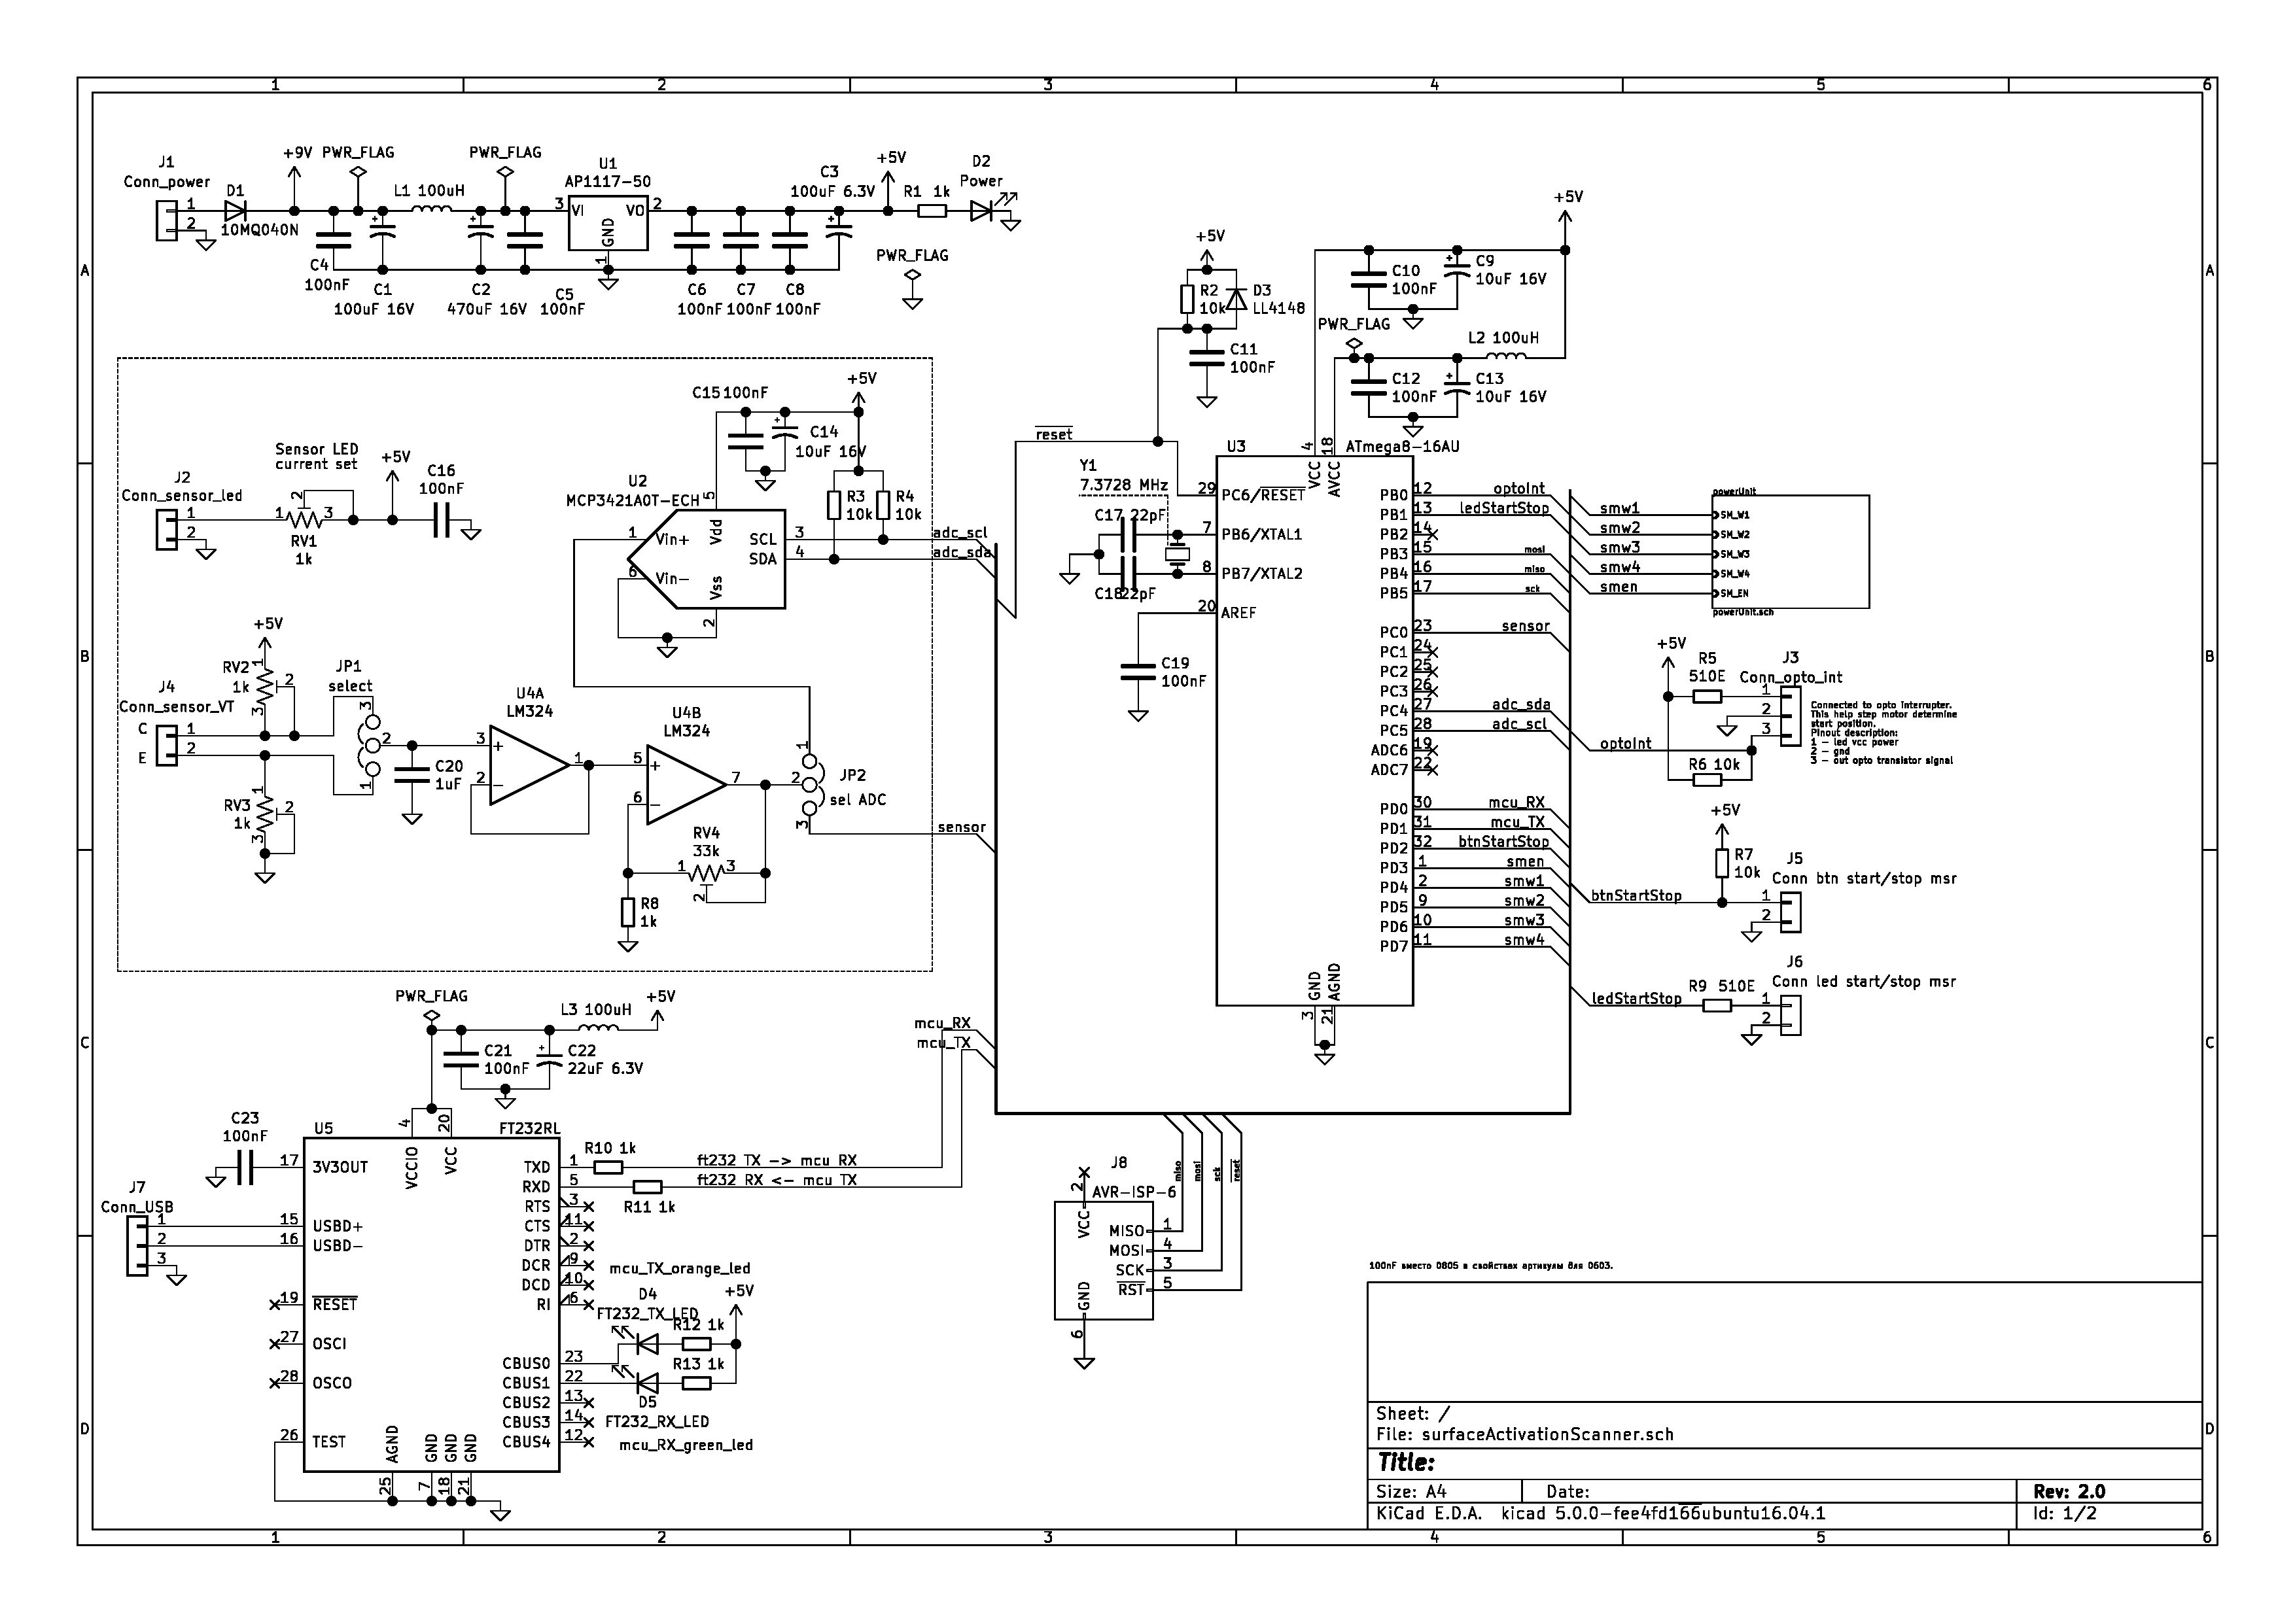 1 2 3 4 5 6
A
B
C
D
J1
Conn_power
1
2
D1
10MQ040N
+9V
PWR_FLAG
C4
100nF
C1
100uF 16V
L1 100uH
PWR_FLAG
C2
470uF 16V
C5
100nF
U1
AP1117-50
3 VI VO 2
GND
1
C6
100nF
C7
100nF
C8
100nF
C3
100uF 6.3V
+5V
R1 1k
D2
Power
PWR_FLAG
J2
Conn_sensor_led
1
2
Sensor LED
current set
2
1 3
RV1
1k
+5V
C16
100nF
C15 100nF
+5V
C14
10uF 16V
U2
MCP3421A0T-ECH
5
Vdd
1 Vin+
6 Vin-
SCL 3
SDA 4
Vss
2
R3
10k
R4
10k
adc_scl
adc_sda
+5V
RV2
1k
1
2
3
J4
Conn_sensor_VT
C 1
E 2
RV3
1k
1
2
3
JP1
select
3
2
1
C20
1uF
U4A
LM324
3 +
2 -
1
U4B
LM324
5 +
6 -
7
RV4
33k
1 3
2
R8
1k
1
2
3
JP2
sel ADC
sensor
+5V
R2
10k
D3
LL4148
C11
100nF
reset
+5V
C10
100nF
C9
10uF 16V
PWR_FLAG
L2 100uH
C12
100nF
C13
10uF 16V
Y1
7.3728 MHz
C17 22pF
C18 22pF
C19
100nF
U3
ATmega8-16AU
4 VCC
18 AVCC
29 PC6/RESET
7 PB6/XTAL1
8 PB7/XTAL2
20 AREF
PB0 12 optoInt
PB1 13 ledStartStop
PB2 14
PB3 15 mosi
PB4 16 miso
PB5 17 sck
PC0 23 sensor
PC1 24
PC2 25
PC3 26
PC4 27 adc_sda
PC5 28 adc_scl
ADC6 19
ADC7 22
PD0 30 mcu_RX
PD1 31 mcu_TX
PD2 32 btnStartStop
PD3 1 smen
PD4 2 smw1
PD5 9 smw2
PD6 10 smw3
PD7 11 smw4
GND 3
AGND 21
powerUnit
smw1 SM_W1
smw2 SM_W2
smw3 SM_W3
smw4 SM_W4
smen SM_EN
powerUnit.sch
+5V
R5
510E
J3
Conn_opto_int
1
2
3
optoInt
R6 10k
Connected to opto interrupter.
This help step motor determine
start position.
Pinout description:
1 - led vcc power
2 - gnd
3 - out opto transistor signal
+5V
R7
10k
J5
Conn btn start/stop msr
btnStartStop
1
2
J6
Conn led start/stop msr
ledStartStop
R9 510E
1
2
PWR_FLAG
L3 100uH
+5V
C21
100nF
C22
22uF 6.3V
mcu_RX
mcu_TX
C23
100nF
U5
FT232RL
4 VCCIO
20 VCC
17 3V3OUT
J7
Conn_USB
1
2
3
15 USBD+
16 USBD-
19 RESET
27 OSCI
28 OSCO
26 TEST
AGND 25
GND 7
GND 18
GND 21
TXD 1
RXD 5
RTS 3
CTS 11
DTR 2
DCR 9
DCD 10
RI 6
CBUS0 23
CBUS1 22
CBUS2 13
CBUS3 14
CBUS4 12
R10 1k
ft232 TX -> mcu RX
ft232 RX <- mcu TX
R11 1k
mcu_TX_orange_led
D4
FT232_TX_LED
+5V
R12 1k
R13 1k
D5
FT232_RX_LED
mcu_RX_green_led
miso
mosi
sck
reset
J8
AVR-ISP-6
2
VCC
MISO 1
MOSI 4
SCK 3
RST 5
GND
6
100nF вместо 0805 в свойствах артикулы для 0603.
Sheet: /
File: surfaceActivationScanner.sch
Title:
Size: A4
Date:
Rev: 2.0
KiCad E.D.A. kicad 5.0.0-fee4fd166ubuntu16.04.1
Id: 1/2
A
B
C
D
1 2 3 4 5 6